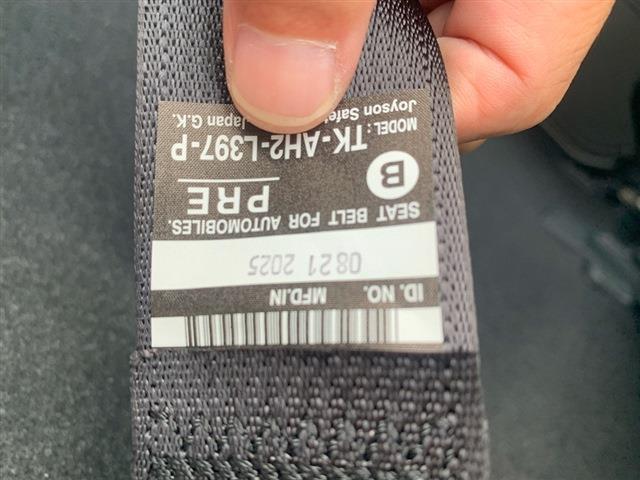 ID. NO. MFD.IN
0821 2025
SEAT BELT FOR AUTOMOBILES.
B PRE
MODEL: TK-AH2-L397-P
Joyson Japan G.K.